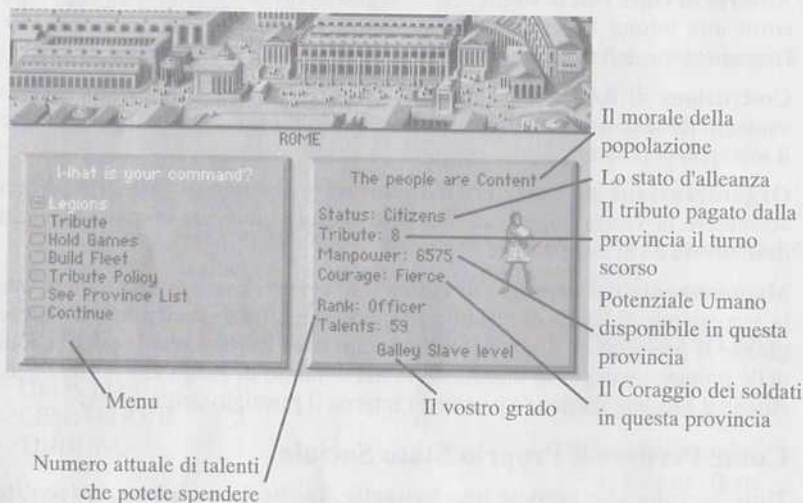 ROME
What is your command?
Legions
Tribute
Hold Games
Build Fleet
Tribute Policy
See Province List
Continue
The people are Content
Status: Citizens
Tribute: 8
Manpower: 6575
Courage: Fierce
Rank: Officer
Talents: 59
Galley Slave level
Il morale della
popolazione
Lo stato d'alleanza
Il tributo pagato dalla
provincia il turno
scorso
Potenziale Umano
disponibile in questa
provincia
Il Coraggio dei soldati
in questa provincia
Menu
Il vostro grado
Numero attuale di talenti
che potete spendere